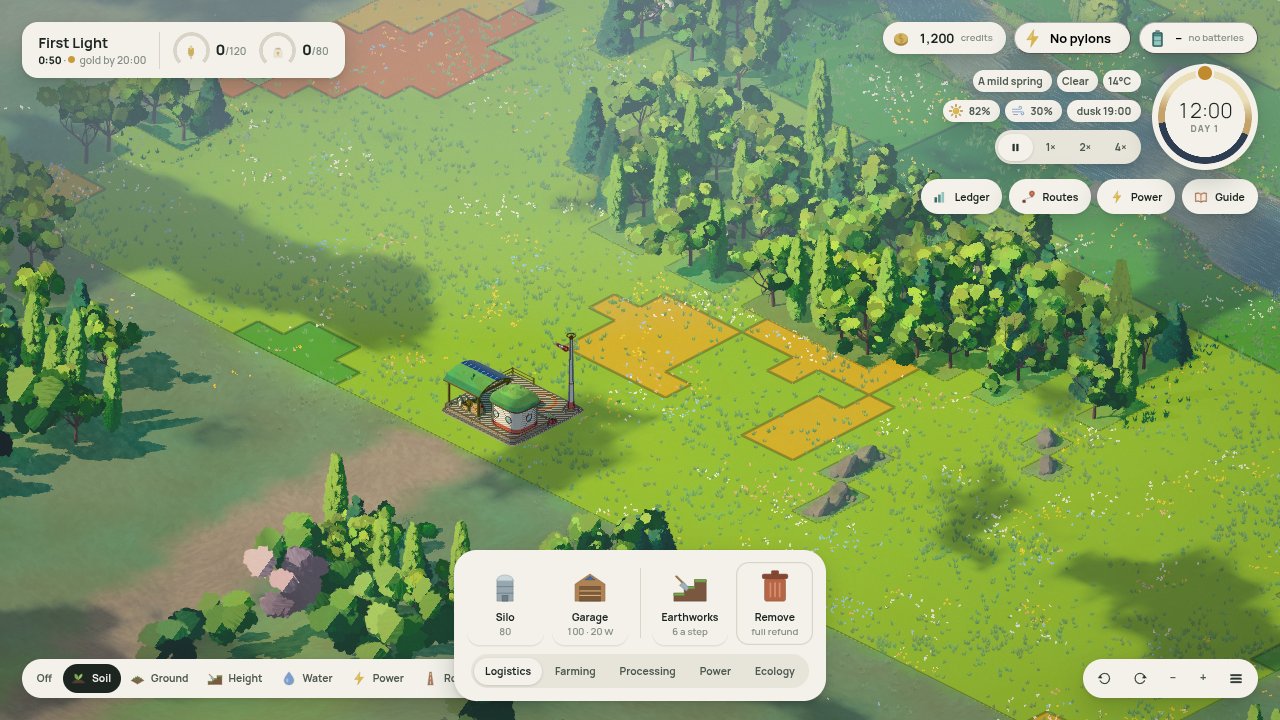 First Light
0:50 · gold by 20:00
0/120
0/80
1,200 credits
No pylons
– no batteries
A mild spring
Clear
14°C
82%
30%
dusk 19:00
12:00
DAY 1
1×
2×
4×
Ledger
Routes
Power
Guide
Silo
80
Garage
100 · 20 W
Earthworks
6 a step
Remove
full refund
Logistics
Farming
Processing
Power
Ecology
Off
Soil
Ground
Height
Water
Power